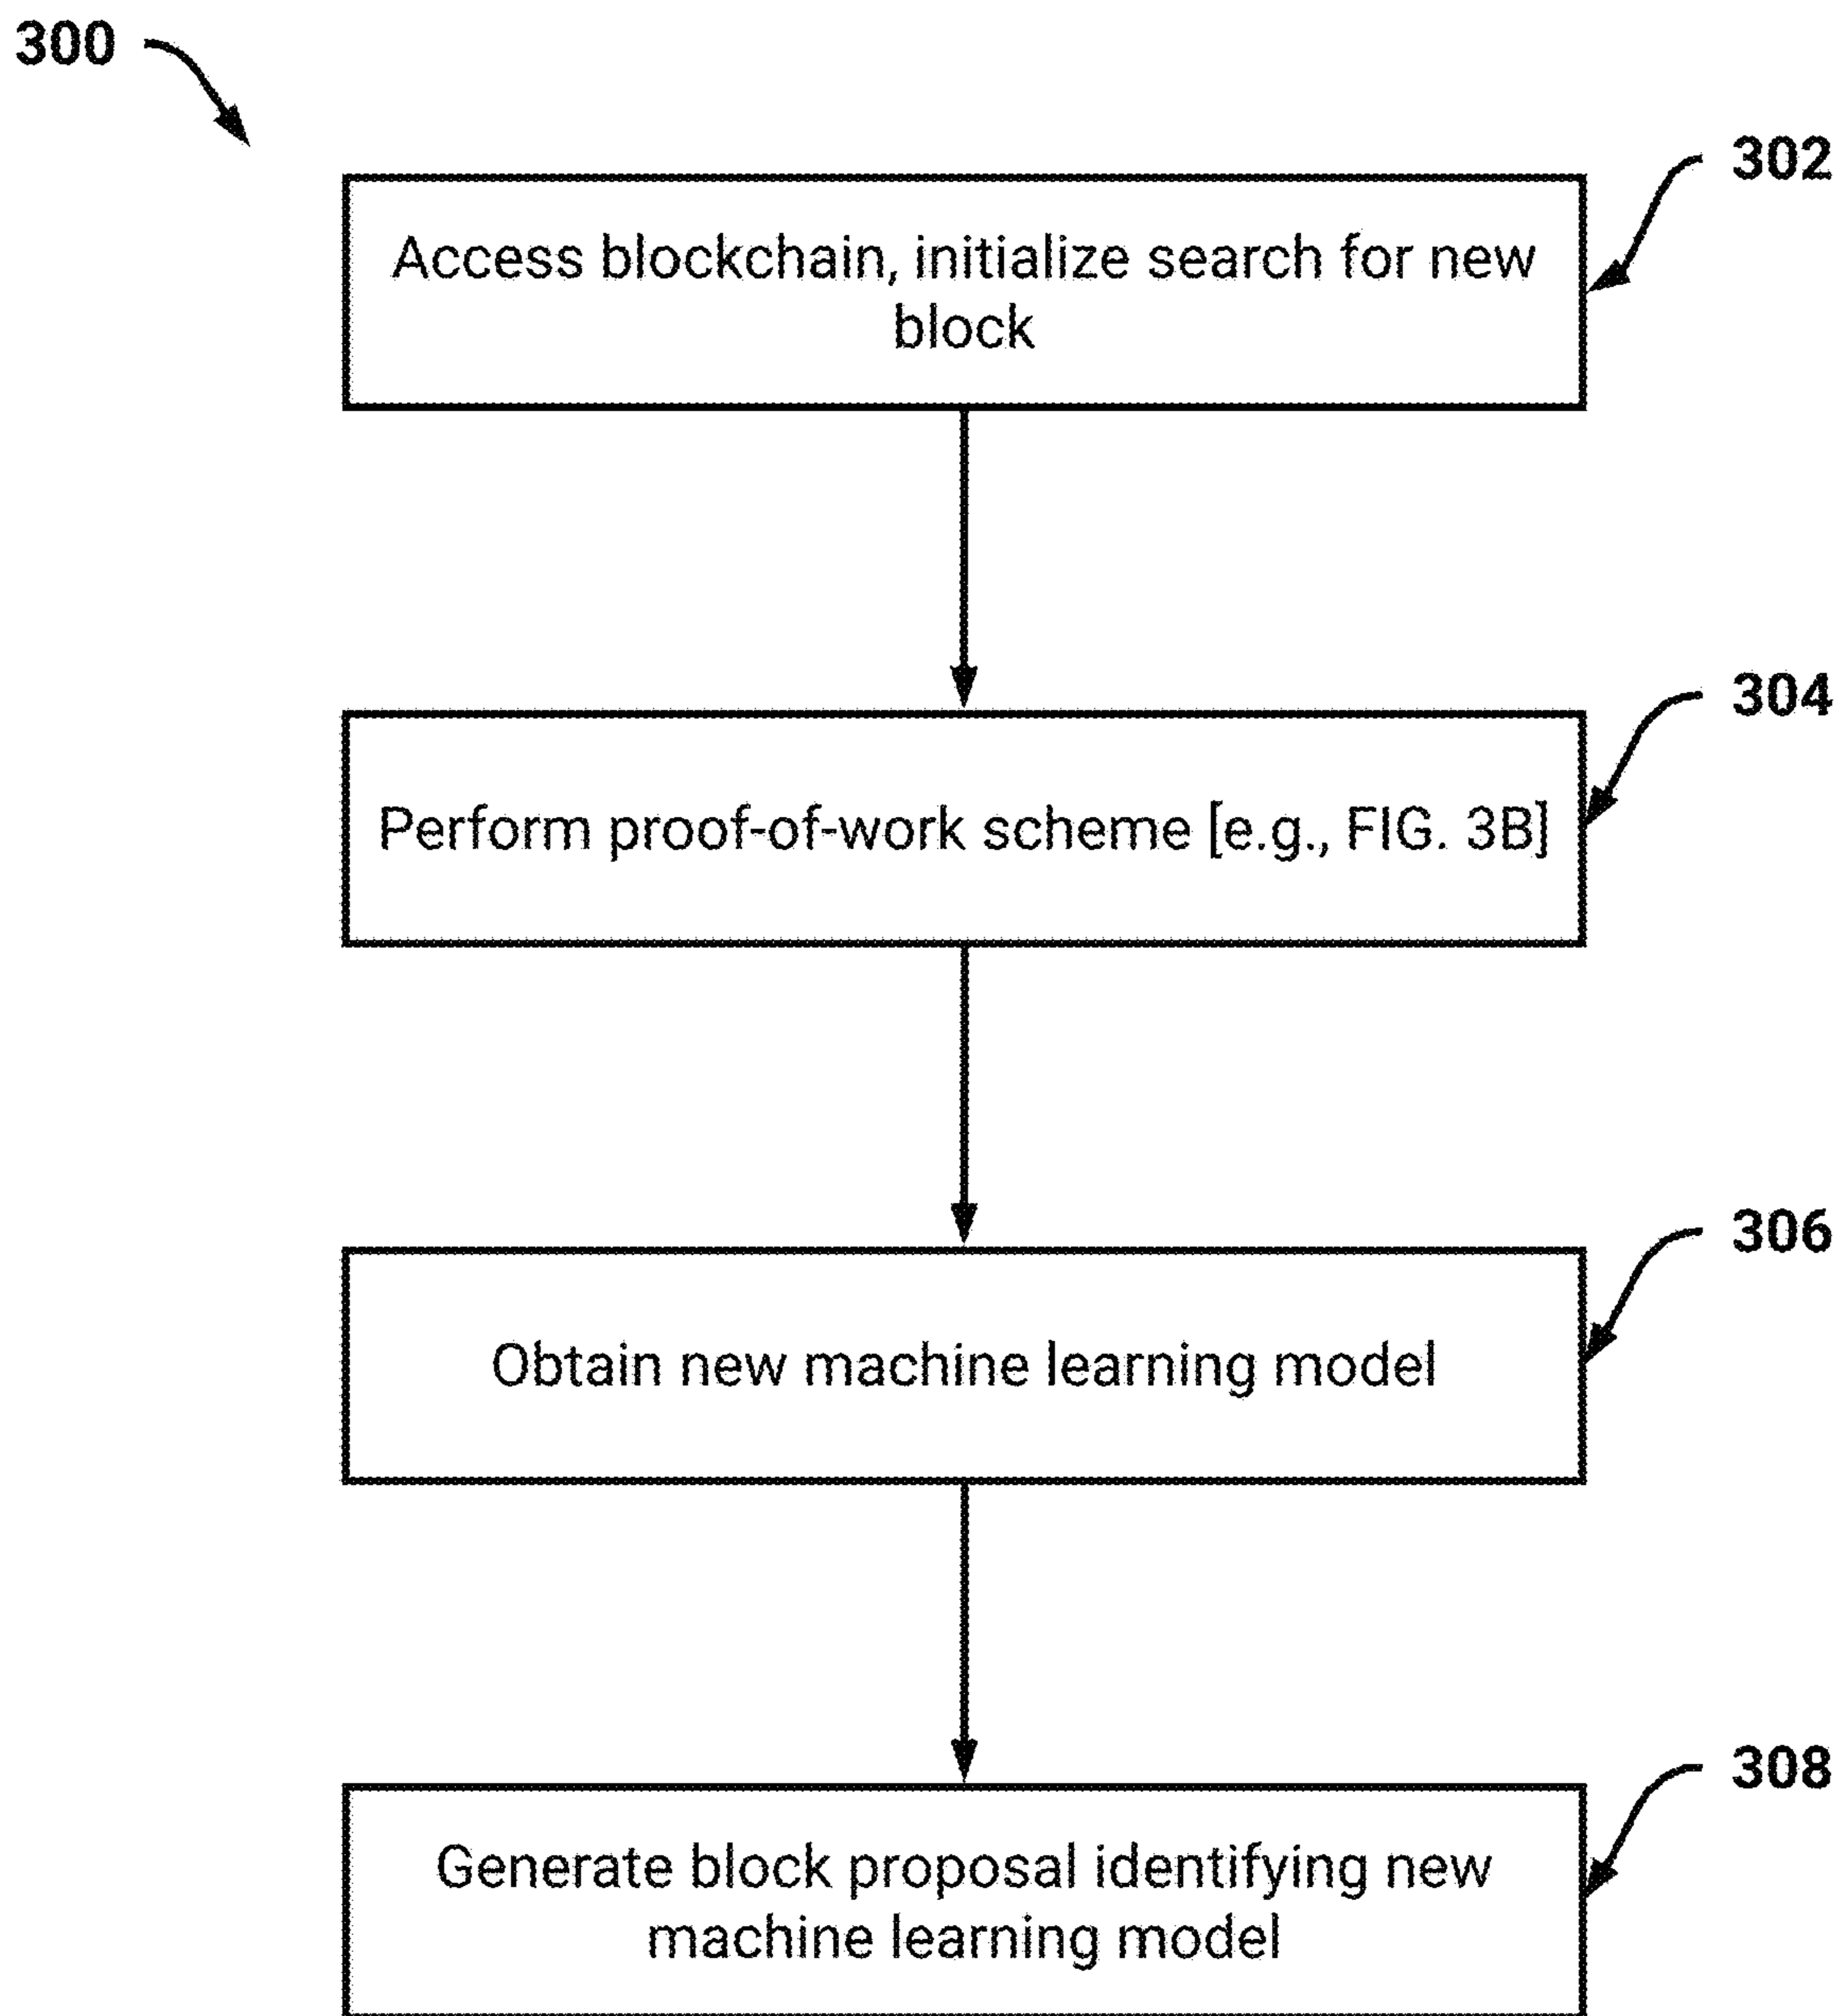 300
302
Access blockchain, initialize search for new
block
304
Perform proof-of-work scheme [e.g., FIG. 3B]
306
Obtain new machine learning model
308
Generate block proposal identifying new
machine learning model